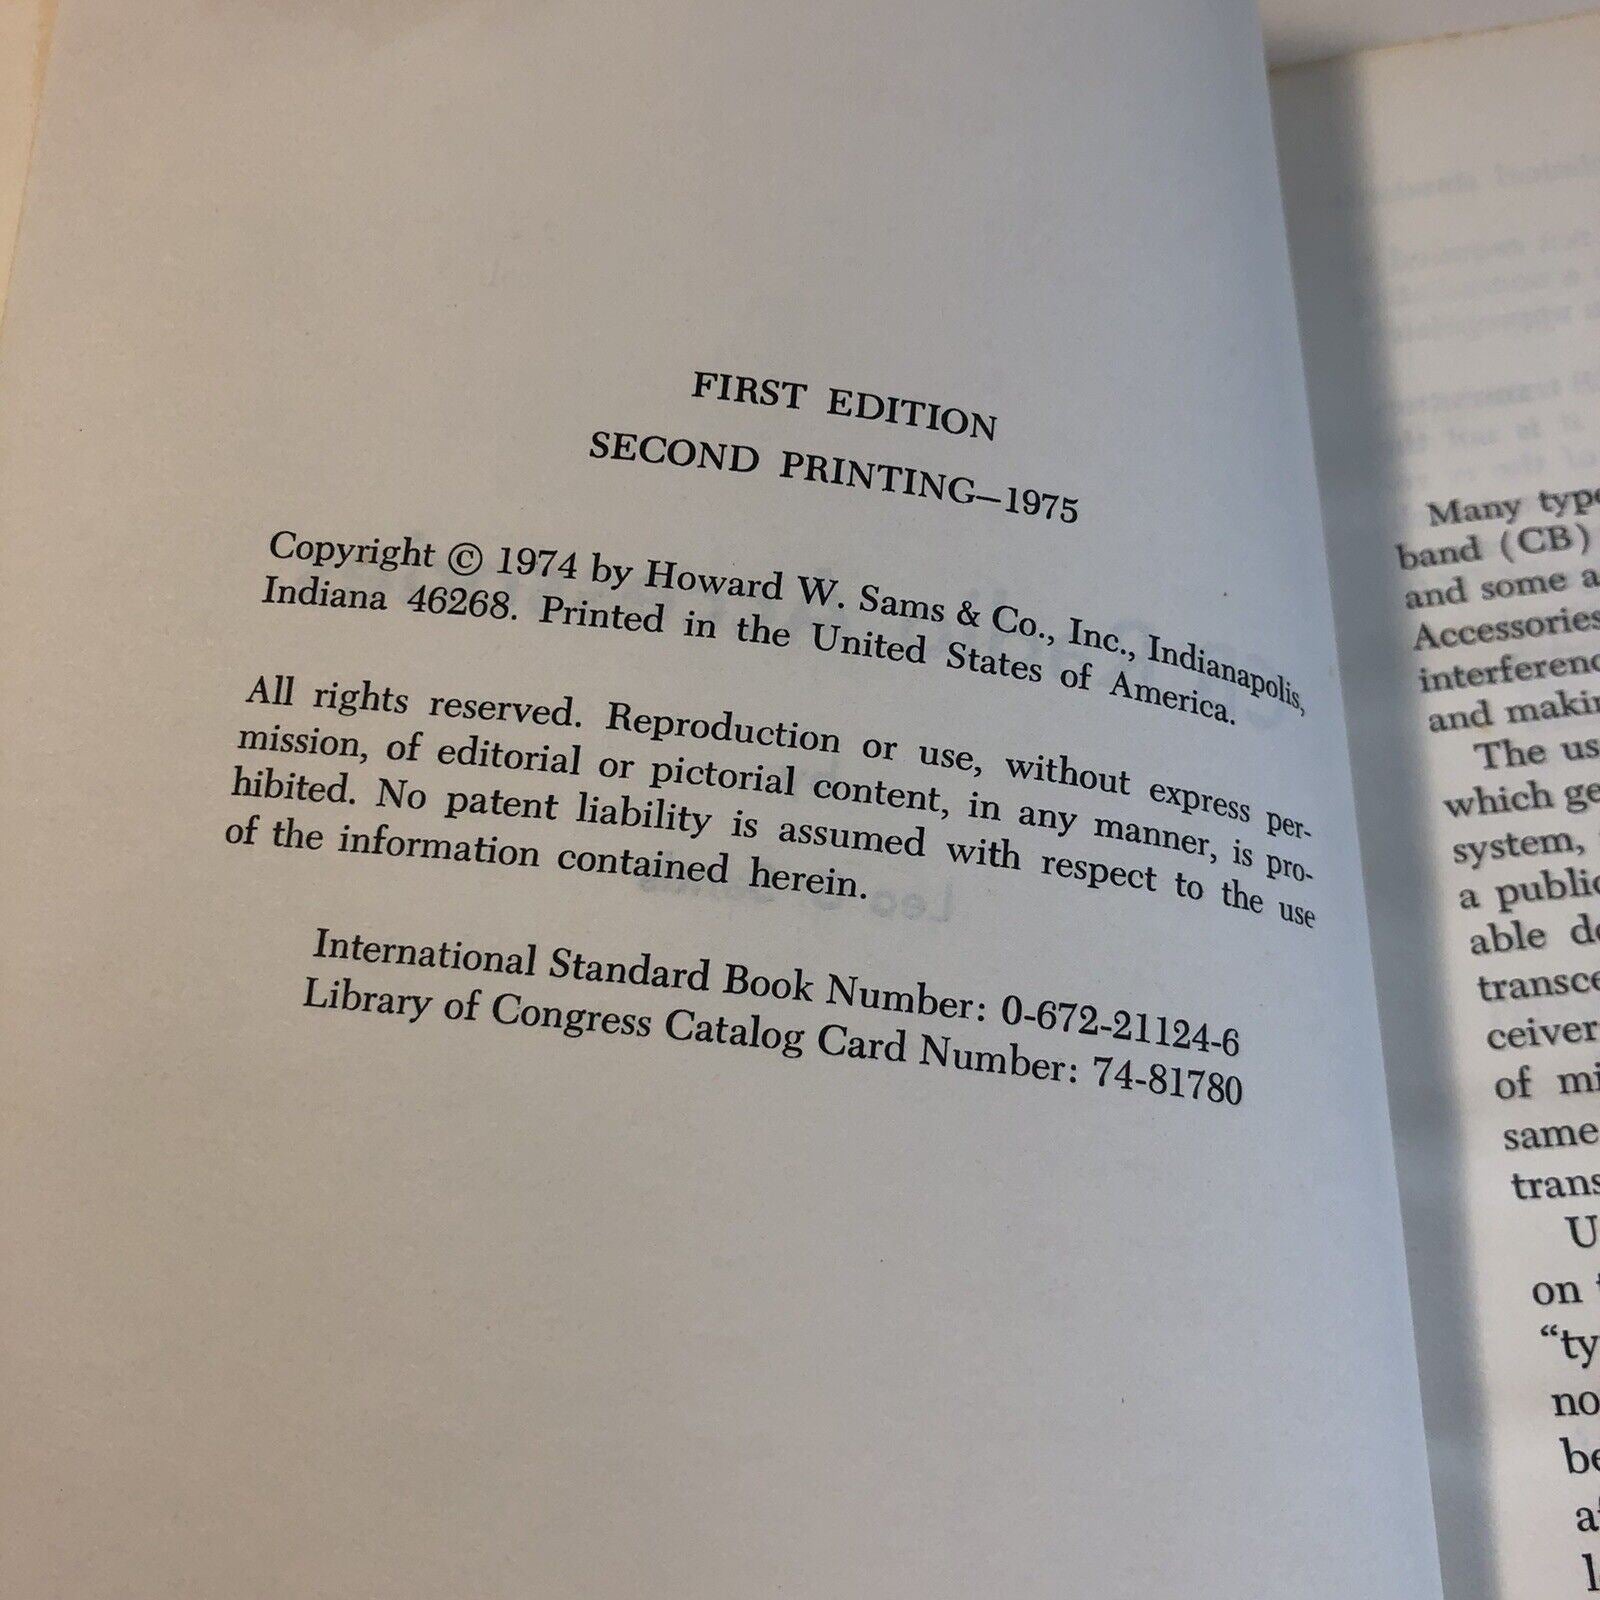 FIRST EDITION
SECOND PRINTING—1975
Copyright © 1974 by Howard W. Sams & Co., Inc., Indianapolis,
Indiana 46268. Printed in the United States of America.
All rights reserved. Reproduction or use, without express per-
mission, of editorial or pictorial content, in any manner, is pro-
hibited. No patent liability is assumed with respect to the use
of the information contained herein.
International Standard Book Number: 0-672-21124-6
Library of Congress Catalog Card Number: 74-81780
Many type
band (CB)
and some a
Accessories
interferenc
and makin
The us
which ge
system,
a public
able de
transce
ceiver
of mi
same
trans
U
on t
"ty
no
be